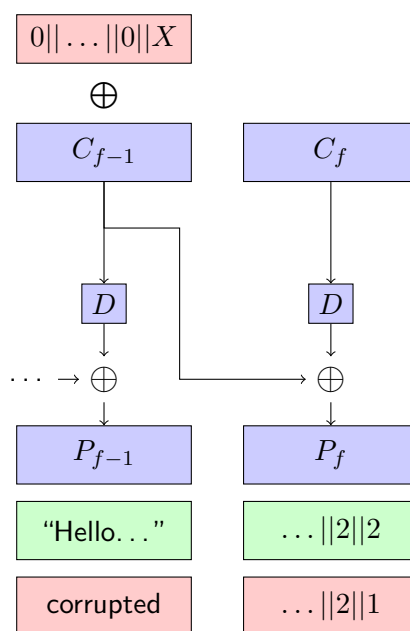 0|| … ||0||X
⊕
C_{f−1} C_f
D D
… ⊕ ⊕
P_{f−1} P_f
“Hello…” …||2||2
corrupted …||2||1